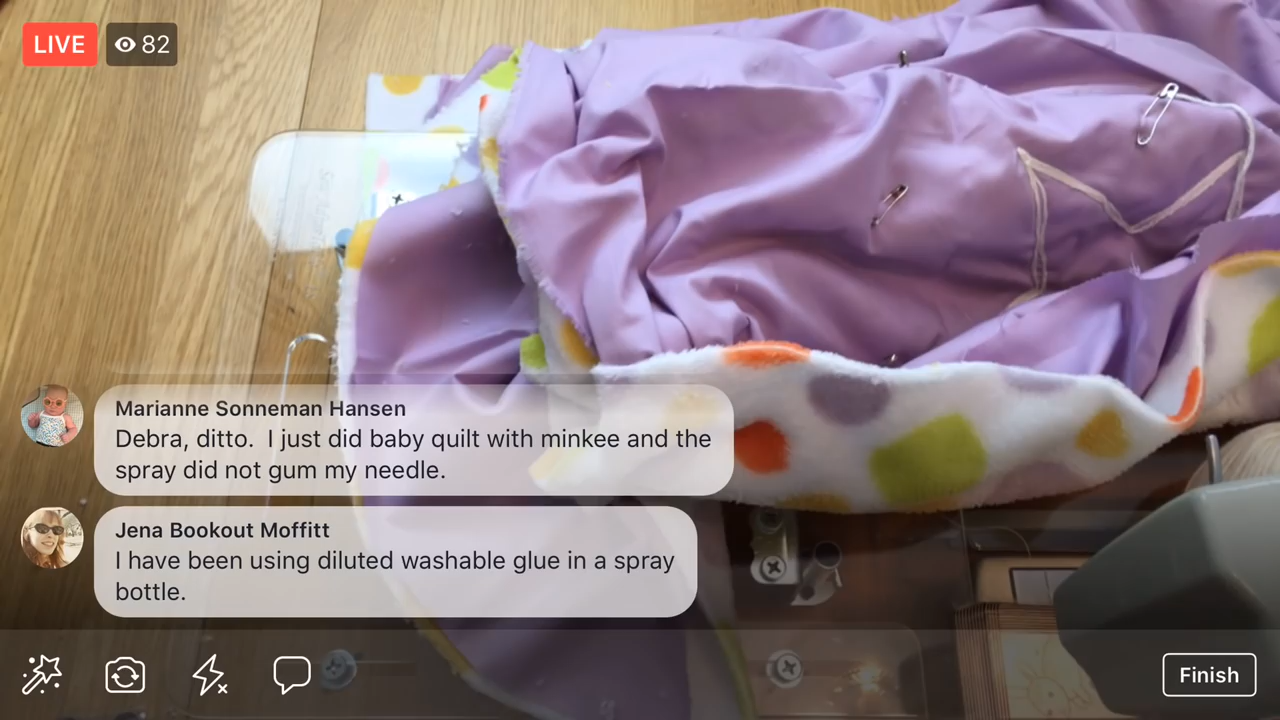 LIVE 82
Marianne Sonneman Hansen
Debra, ditto.  I just did baby quilt with minkee and the
spray did not gum my needle.
Jena Bookout Moffitt
I have been using diluted washable glue in a spray
bottle.
Finish